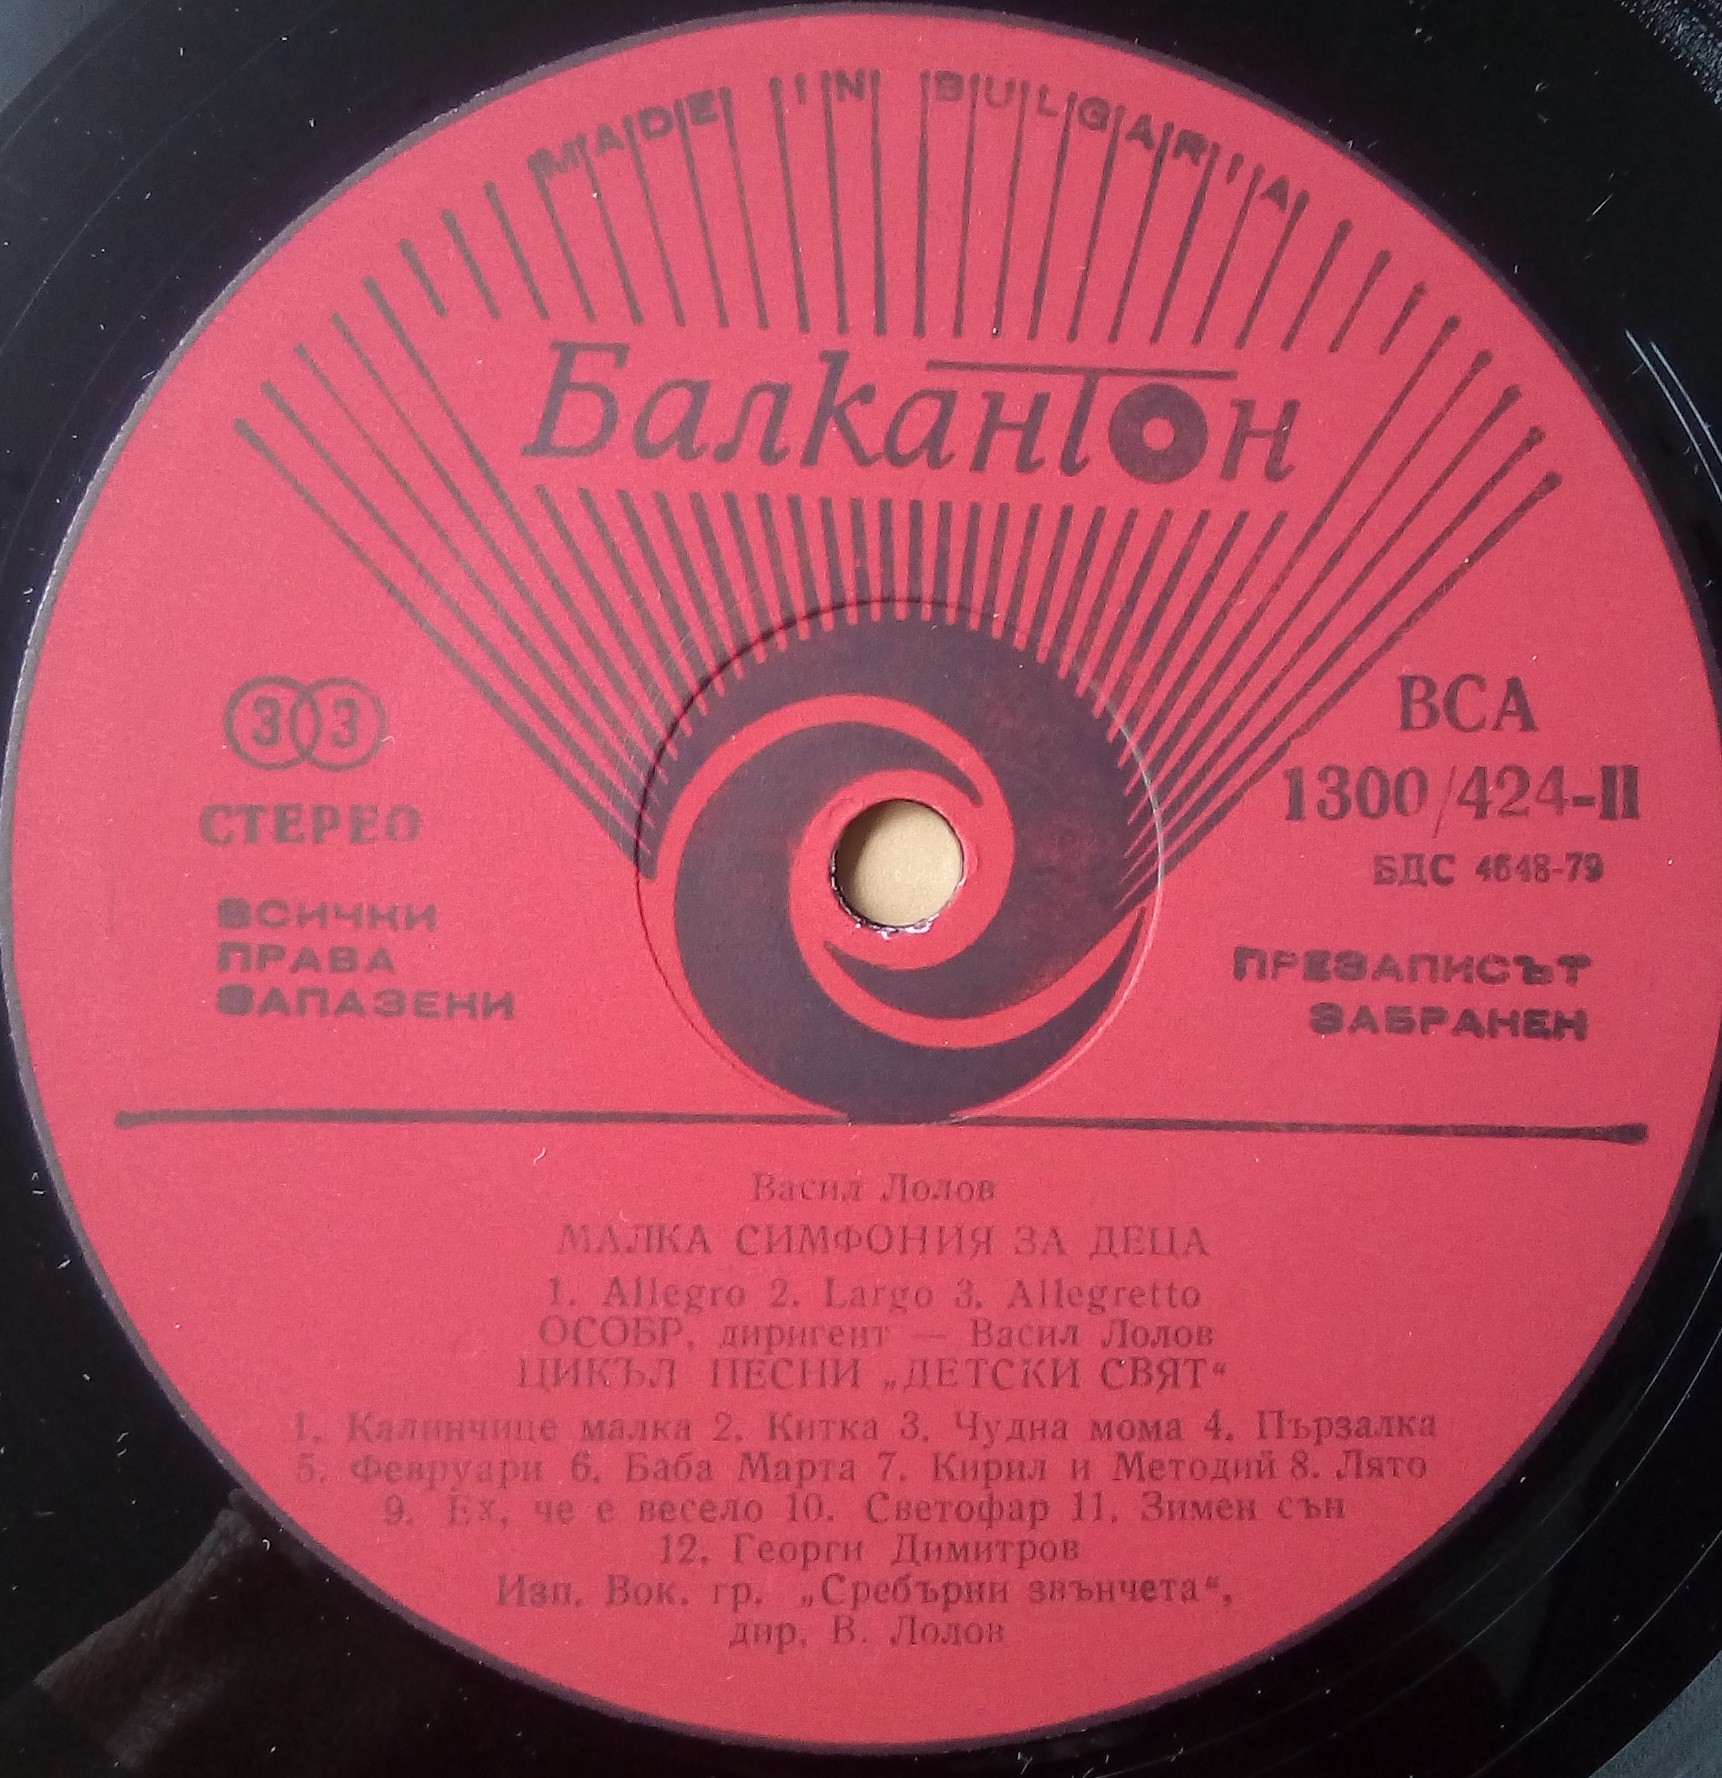 MADE IN BULGARIA
Балкантон
33
СТЕРЕО
ВСИЧКИ
ПРАВА
ЗАПАЗЕНИ
ВСА
1300/424-II
БДС 4648-79
ПРЕЗАПИСЪТ
ЗАБРАНЕН
Васил Лолов
МАЛКА СИМФОНИЯ ЗА ДЕЦА
1. Allegro 2. Largo 3. Allegretto
ОСОБР, диригент — Васил Лолов
ЦИКЪЛ ПЕСНИ „ДЕТСКИ СВЯТ“
1. Калинчице малка 2. Китка 3. Чудна мома 4. Пързалка
5. Февруари 6. Баба Марта 7. Кирил и Методий 8. Лято
9. Ех, че е весело 10. Светофар 11. Зимен сън
12. Георги Димитров
Изп. Вок. гр. „Сребърни звънчета“,
дир. В. Лолов